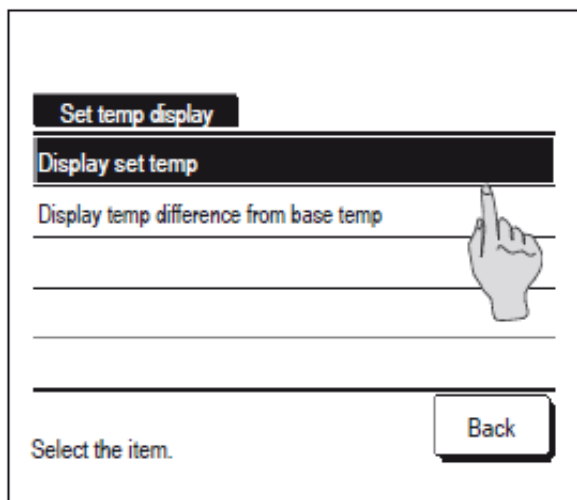 Set temp display
Display set temp
Display temp difference from base temp
Select the item.
Back